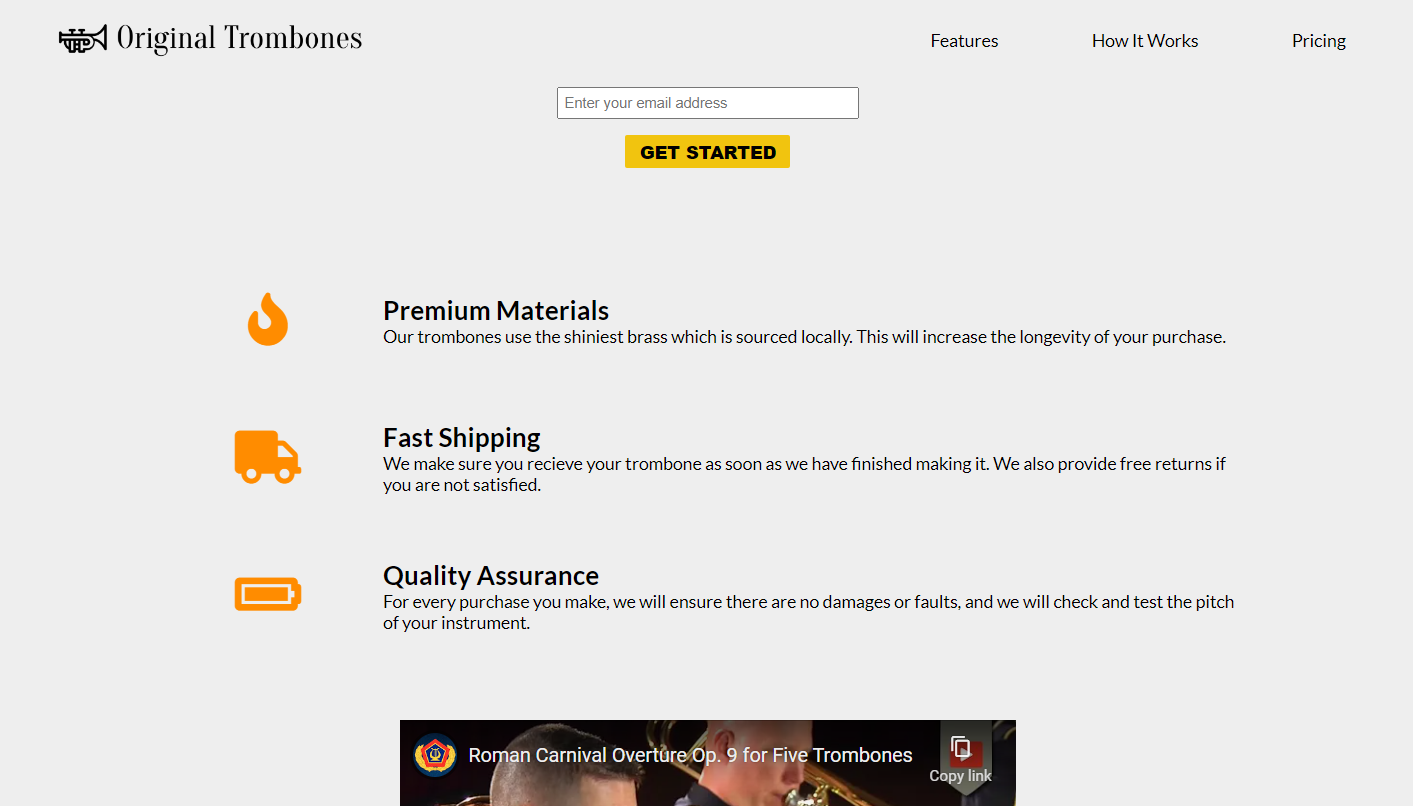 Original Trombones
Features
How It Works
Pricing
Enter your email address
GET STARTED
Premium Materials
Our trombones use the shiniest brass which is sourced locally. This will increase the longevity of your purchase.
Fast Shipping
We make sure you recieve your trombone as soon as we have finished making it. We also provide free returns if
you are not satisfied.
Quality Assurance
For every purchase you make, we will ensure there are no damages or faults, and we will check and test the pitch
of your instrument.
Roman Carnival Overture Op. 9 for Five Trombones
Copy link